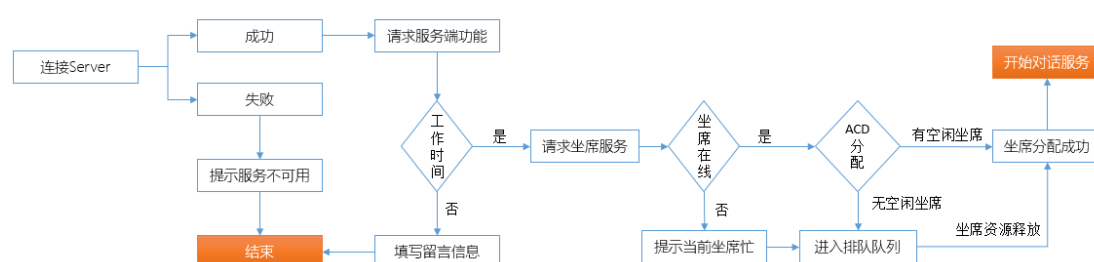 连接Server
成功
请求服务端功能
失败
提示服务不可用
结束
工作时间
是
否
填写留言信息
请求坐席服务
坐席在线
是
否
提示当前坐席忙
ACD
分配
有空闲坐席
无空闲坐席
进入排队队列
坐席资源释放
坐席分配成功
开始对话服务